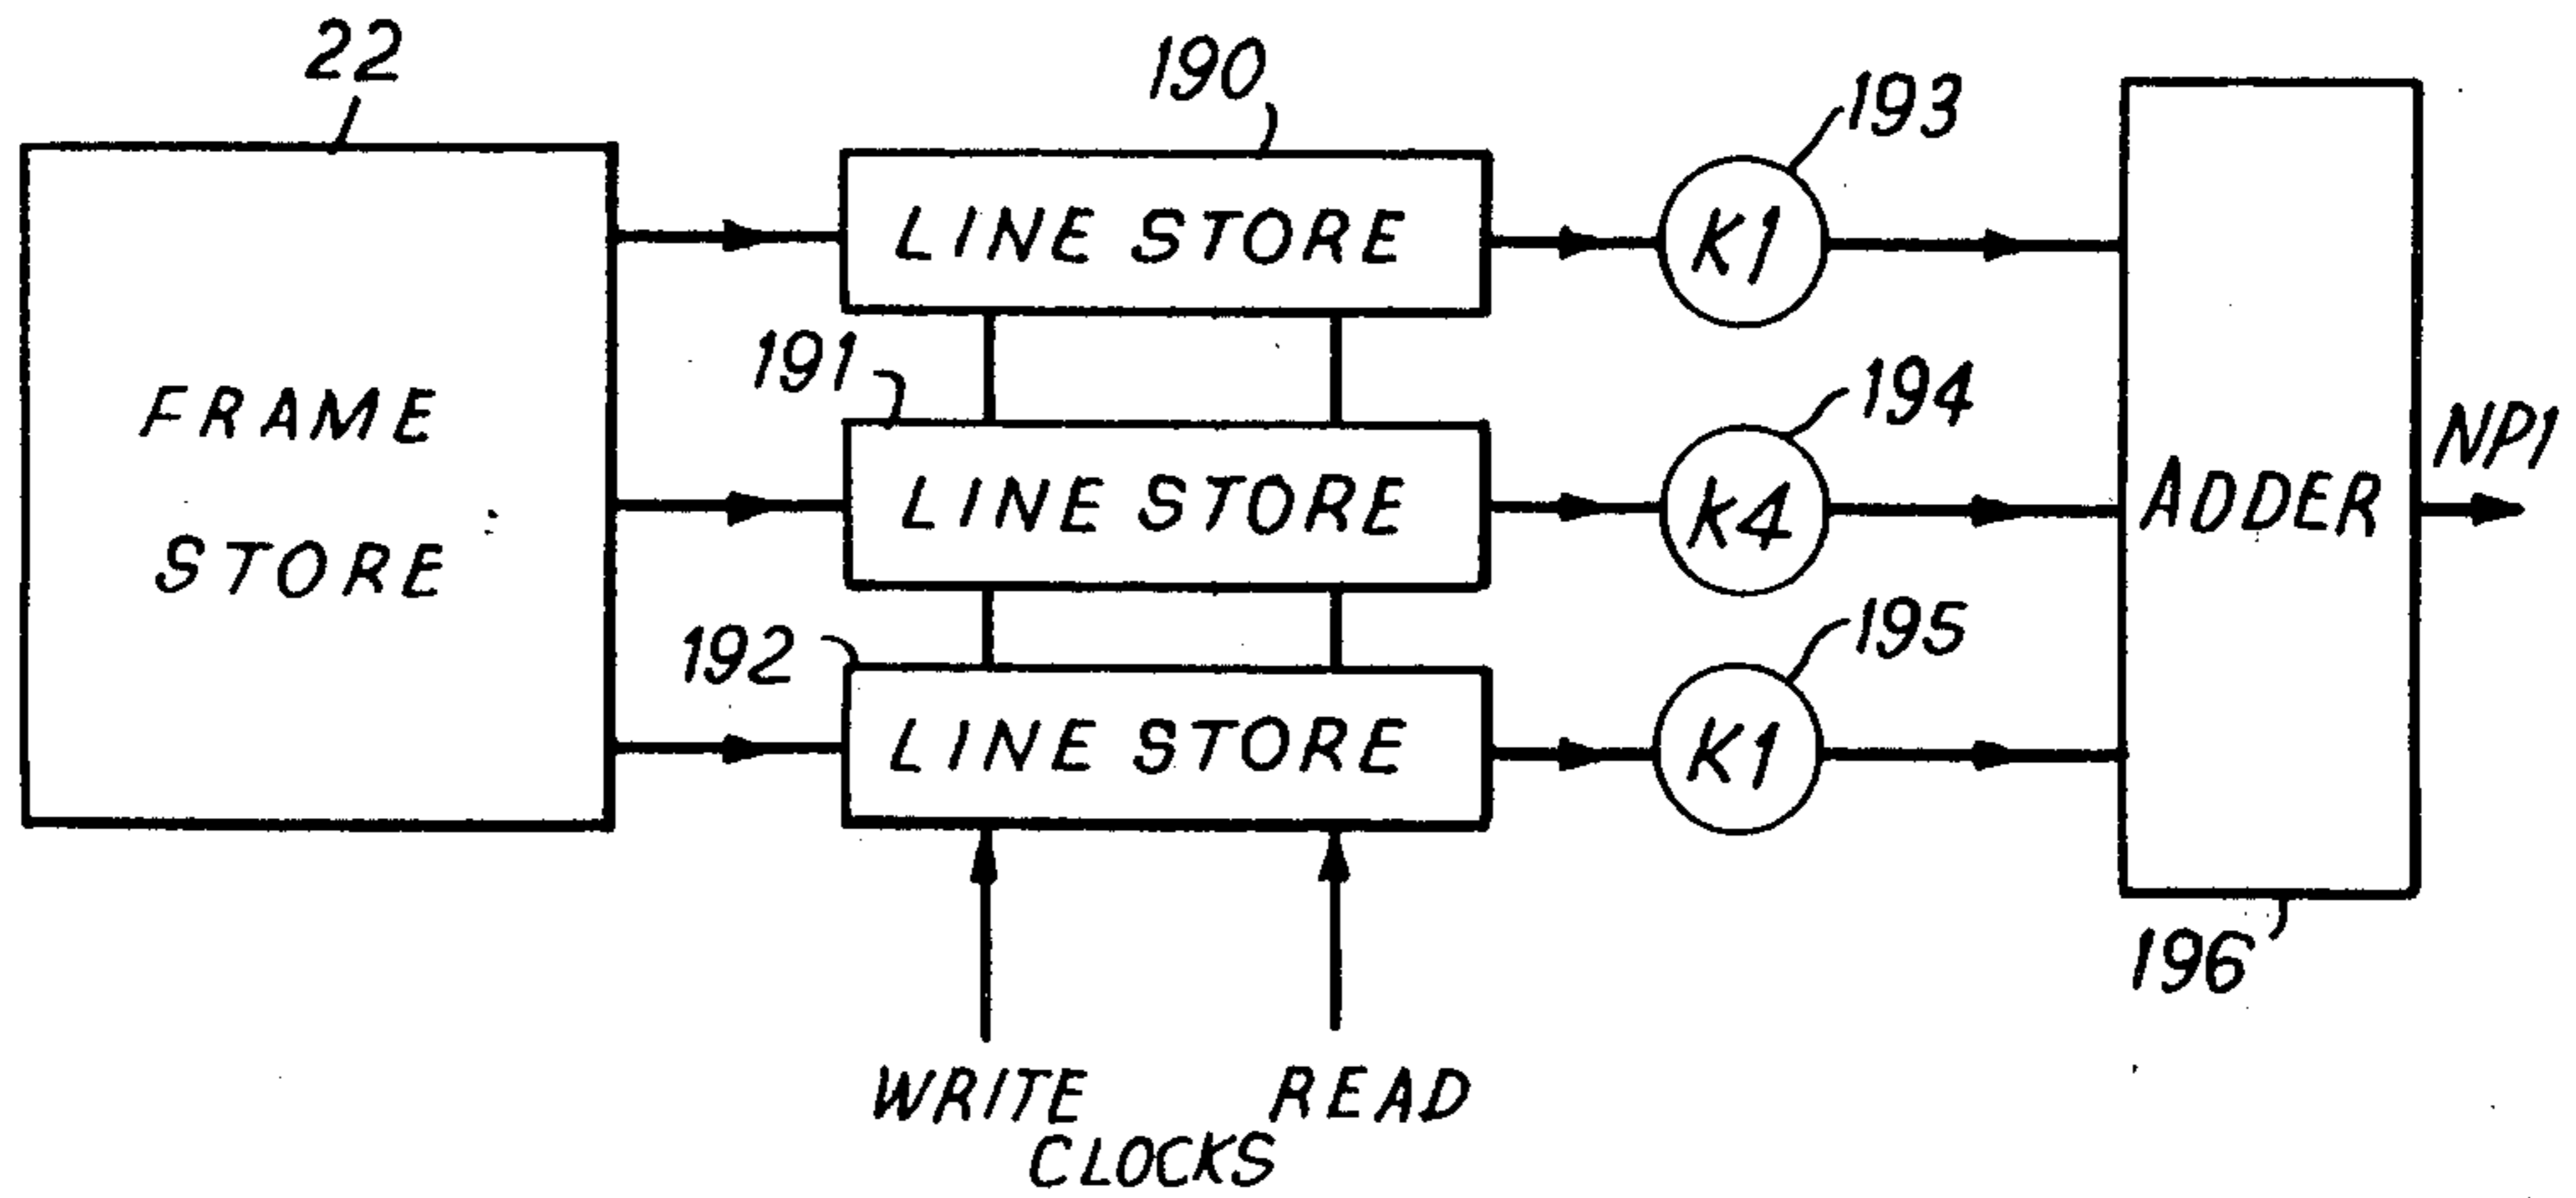 22
190
193
LINE STORE
K1
191
194
FRAME
STORE
LINE STORE
K4
ADDER
NP1
192
195
LINE STORE
K1
196
WRITE READ
CLOCKS